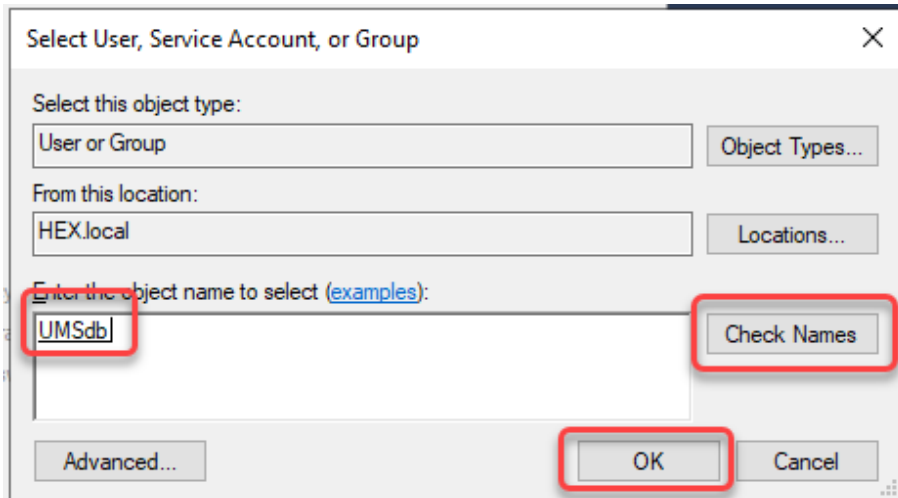 Select User, Service Account, or Group
Select this object type:
User or Group
Object Types...
From this location:
HEX.local
Locations...
Enter the object name to select (examples):
UMSdb
Check Names
Advanced...
OK
Cancel